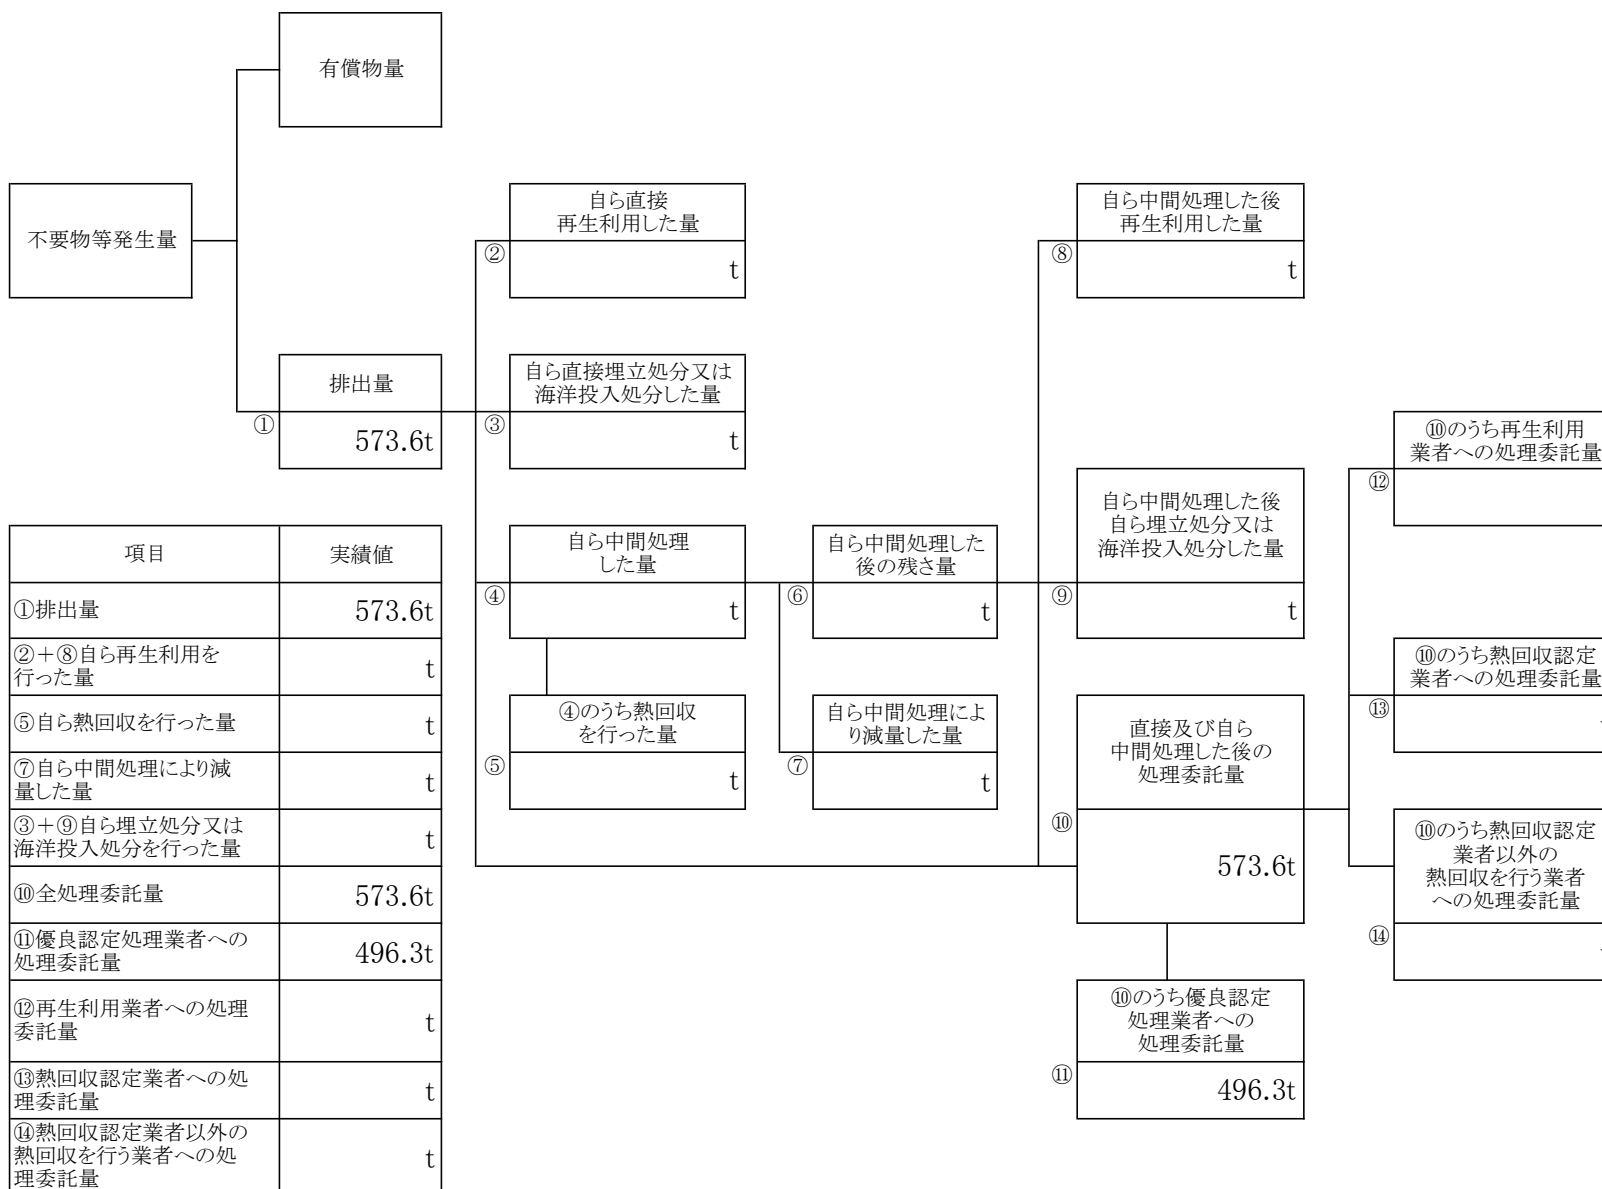 有償物量
不要物等発生量
自ら直接
再生利用した量
②
t
自ら中間処理した後
再生利用した量
⑧
t
排出量
①
573.6t
自ら直接埋立処分又は
海洋投入処分した量
③
t
⑩のうち再生利用
業者への処理委託量
⑫
自ら中間処理
した量
④
t
自ら中間処理した
後の残さ量
⑥
t
自ら中間処理した後
自ら埋立処分又は
海洋投入処分した量
⑨
t
⑩のうち熱回収認定
業者への処理委託量
⑬
④のうち熱回収
を行った量
⑤
t
自ら中間処理によ
り減量した量
⑦
t
直接及び自ら
中間処理した後の
処理委託量
⑩
573.6t
⑩のうち熱回収認定
業者以外の
熱回収を行う業者
への処理委託量
⑭
⑩のうち優良認定
処理業者への
処理委託量
⑪
496.3t
項目 実績値
①排出量 573.6t
②＋⑧自ら再生利用を
行った量 t
⑤自ら熱回収を行った量 t
⑦自ら中間処理により減
量した量 t
③＋⑨自ら埋立処分又は
海洋投入処分を行った量 t
⑩全処理委託量 573.6t
⑪優良認定処理業者への
処理委託量 496.3t
⑫再生利用業者への処理
委託量 t
⑬熱回収認定業者への処
理委託量 t
⑭熱回収認定業者以外の
熱回収を行う業者への処
理委託量 t